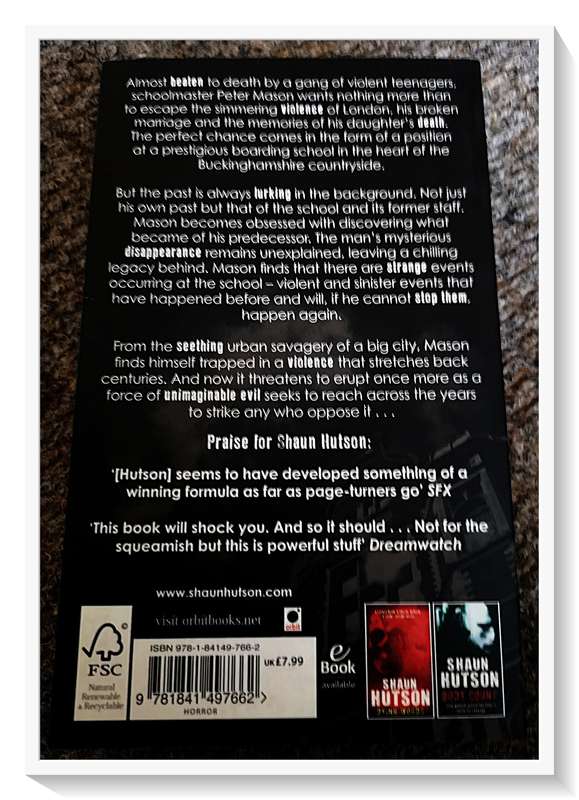 Almost beaten to death by a gang of violent teenagers,
schoolmaster Peter Mason wants nothing more than
to escape the simmering violence of London, his broken
marriage and the memories of his daughter's death.
The perfect chance comes in the form of a position
at a prestigious boarding school in the heart of the
Buckinghamshire countryside.
But the past is always lurking in the background. Not just
his own past but that of the school and its former staff.
Mason becomes obsessed with discovering what
became of his predecessor. The man's mysterious
disappearance remains unexplained, leaving a chilling
legacy behind. Mason finds that there are strange events
occurring at the school – violent and sinister events that
have happened before and will, if he cannot stop them,
happen again.
From the seething urban savagery of a big city, Mason
finds himself trapped in a violence that stretches back
centuries. And now it threatens to erupt once more as a
force of unimaginable evil seeks to reach across the years
to strike any who oppose it . . .
Praise for Shaun Hutson:
'[Hutson] seems to have developed something of a
winning formula as far as page-turners go' SFX
'This book will shock you. And so it should . . . Not for the
squeamish but this is powerful stuff' Dreamwatch
www.shaunhutson.com
visit orbitbooks.net
orbit
FSC
Natural
Renewable
& Recyclable
ISBN 978-1-84149-766-2
UK £7.99
9 781841 497662 >
HORROR
eBook
available
SHAUN
HUTSON
DYING WORDS
SHAUN
HUTSON
BODY COUNT